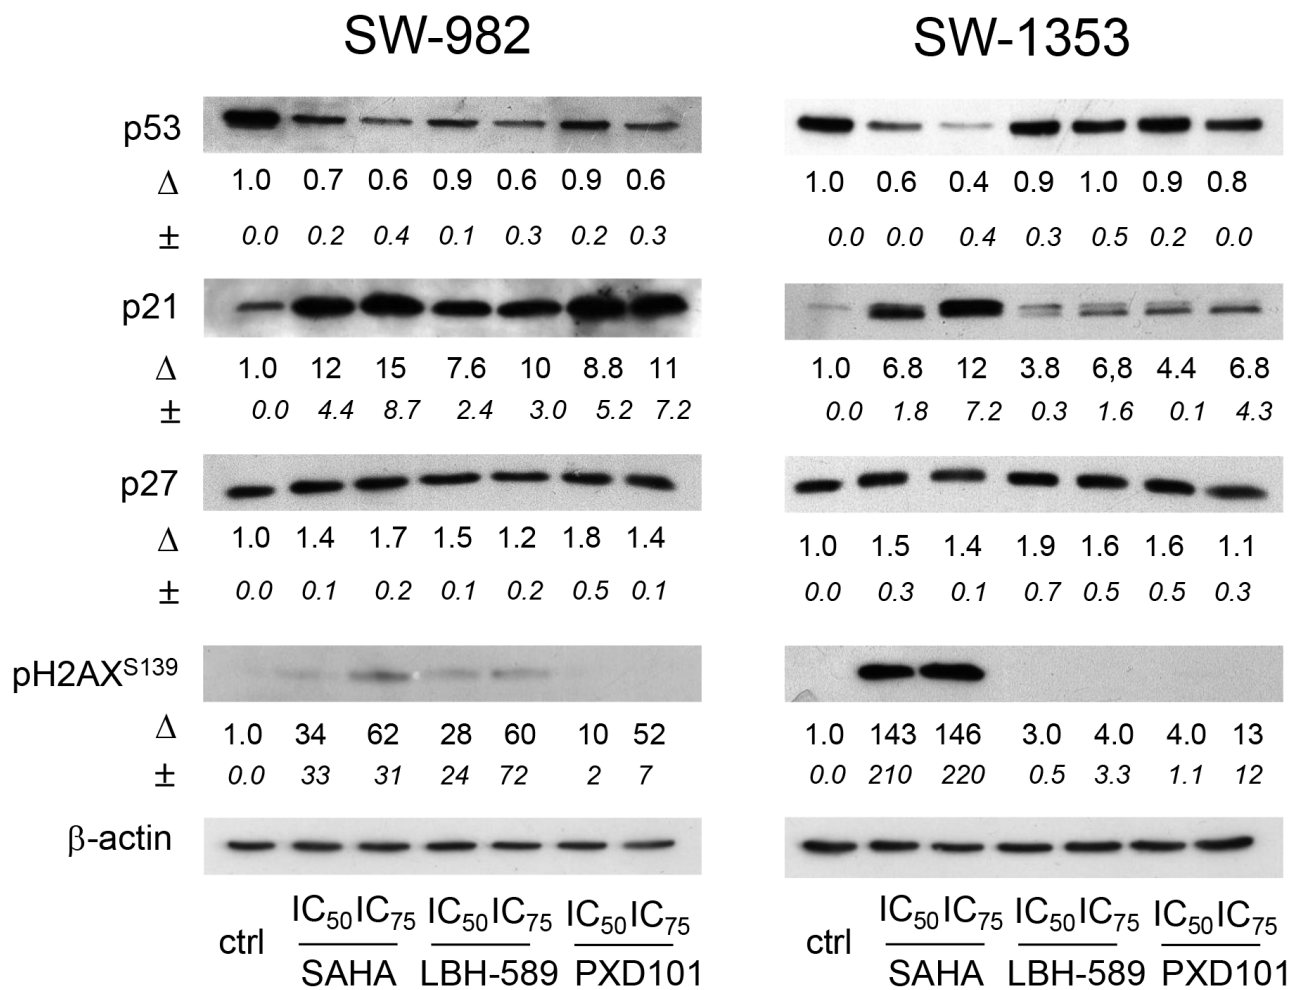 SW-982 SW-1353
p53
Δ 1.0 0.7 0.6 0.9 0.6 0.9 0.6 1.0 0.6 0.4 0.9 1.0 0.9 0.8
± 0.0 0.2 0.4 0.1 0.3 0.2 0.3 0.0 0.0 0.4 0.3 0.5 0.2 0.0
p21
Δ 1.0 12 15 7.6 10 8.8 11 1.0 6.8 12 3.8 6,8 4.4 6.8
± 0.0 4.4 8.7 2.4 3.0 5.2 7.2 0.0 1.8 7.2 0.3 1.6 0.1 4.3
p27
Δ 1.0 1.4 1.7 1.5 1.2 1.8 1.4 1.0 1.5 1.4 1.9 1.6 1.6 1.1
± 0.0 0.1 0.2 0.1 0.2 0.5 0.1 0.0 0.3 0.1 0.7 0.5 0.5 0.3
pH2AX^S139
Δ 1.0 34 62 28 60 10 52 1.0 143 146 3.0 4.0 4.0 13
± 0.0 33 31 24 72 2 7 0.0 210 220 0.5 3.3 1.1 12
β-actin
IC50 IC75 IC50 IC75 IC50 IC75 IC50 IC75 IC50 IC75 IC50 IC75
ctrl SAHA LBH-589 PXD101 ctrl SAHA LBH-589 PXD101